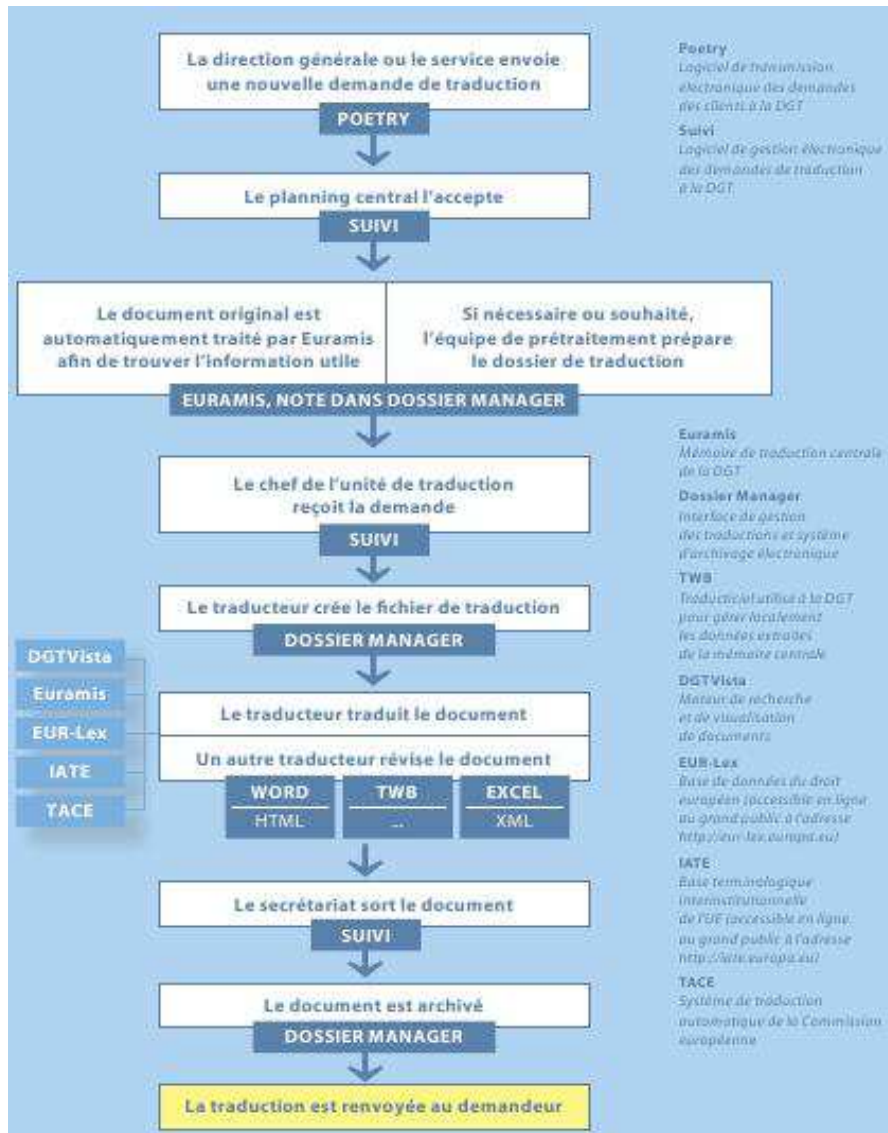 La direction générale ou le service envoie
une nouvelle demande de traduction
POETRY
Le planning central l'accepte
SUIVI
Le document original est
automatiquement traité par Euramis
afin de trouver l'information utile
Si nécessaire ou souhaité,
l'équipe de prétraitement prépare
le dossier de traduction
EURAMIS, NOTE DANS DOSSIER MANAGER
Le chef de l'unité de traduction
reçoit la demande
SUIVI
Le traducteur crée le fichier de traduction
DOSSIER MANAGER
DGTVista
Euramis
EUR-Lex
IATE
TACE
Le traducteur traduit le document
Un autre traducteur révise le document
WORD
HTML
TWB
...
EXCEL
XML
Le secrétariat sort le document
SUIVI
Le document est archivé
DOSSIER MANAGER
La traduction est renvoyée au demandeur
Poetry
Logiciel de transmission
électronique des demandes
des clients à la DGT
Suivi
Logiciel de gestion électronique
des demandes de traduction
à la DGT
Euramis
Mémoire de traduction centrale
de la DGT
Dossier Manager
Interface de gestion
des traductions et système
d'archivage électronique
TWB
Traducticiel utilisé à la DGT
pour gérer localement
les données extraites
de la mémoire centrale
DGTVista
Moteur de recherche
et de visualisation
de documents
EUR-Lex
Base de données du droit
européen (accessible en ligne
au grand public à l'adresse
http://eur-lex.europa.eu)
IATE
Base terminologique
interinstitutionnelle
de l'UE (accessible en ligne
au grand public à l'adresse
http://iate.europa.eu)
TACE
Système de traduction
automatique de la Commission
européenne